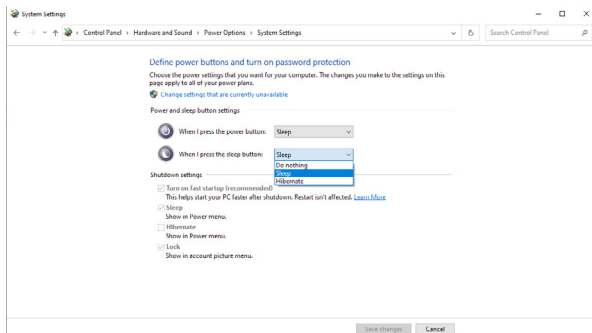 System Settings
Control Panel > Hardware and Sound > Power Options > System Settings
Search Control Panel
Define power buttons and turn on password protection
Choose the power settings that you want for your computer. The changes you make to the settings on this
page apply to all of your power plans.
Change settings that are currently unavailable
Power and sleep button settings
When I press the power button: Sleep
When I press the sleep button: Sleep
Do nothing
Sleep
Hibernate
Shutdown settings
Turn on fast startup (recommended)
This helps start your PC faster after shutdown. Restart isn't affected. Learn More
Sleep
Show in Power menu.
Hibernate
Show in Power menu.
Lock
Show in account picture menu.
Save changes Cancel